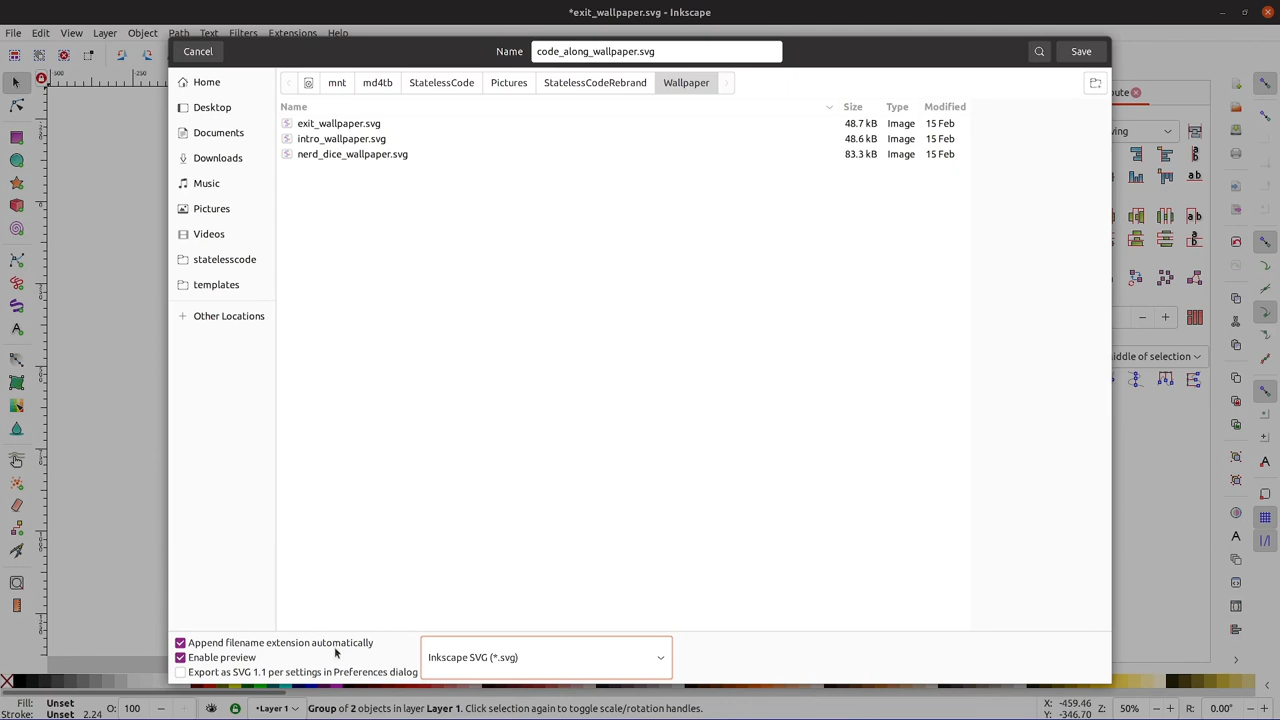 *exit_wallpaper.svg - Inkscape
File Edit View Layer Object Path Text Filters Extensions Help
Cancel Name code_along_wallpaper.svg Save
Home mnt md4tb StatelessCode Pictures StatelessCodeRebrand Wallpaper
Name Size Type Modified
Desktop
Documents
Downloads
Music
Pictures
Videos
statelesscode
templates
Other Locations
exit_wallpaper.svg 48.7 kB Image 15 Feb
intro_wallpaper.svg 48.6 kB Image 15 Feb
nerd_dice_wallpaper.svg 83.3 kB Image 15 Feb
iddle of selection
Append filename extension automatically
Enable preview
Export as SVG 1.1 per settings in Preferences dialog
Inkscape SVG (*.svg)
Fill: Unset
Stroke: Unset 2.24
O: 100
Layer 1
Group of 2 objects in layer Layer 1. Click selection again to toggle scale/rotation handles.
X: -459.46
Y: -346.70
Z: 50%
R: 0.00°